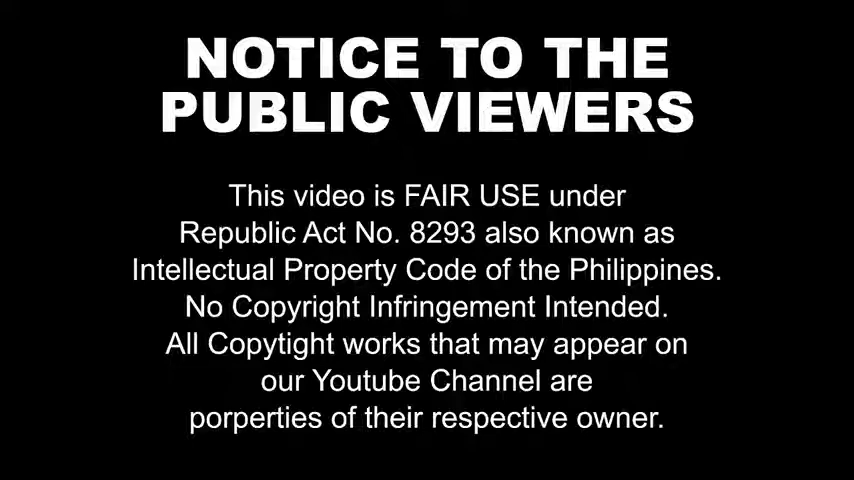 NOTICE TO THE
PUBLIC VIEWERS
This video is FAIR USE under
Republic Act No. 8293 also known as
Intellectual Property Code of the Philippines.
No Copyright Infringement Intended.
All Copytight works that may appear on
our Youtube Channel are
porperties of their respective owner.